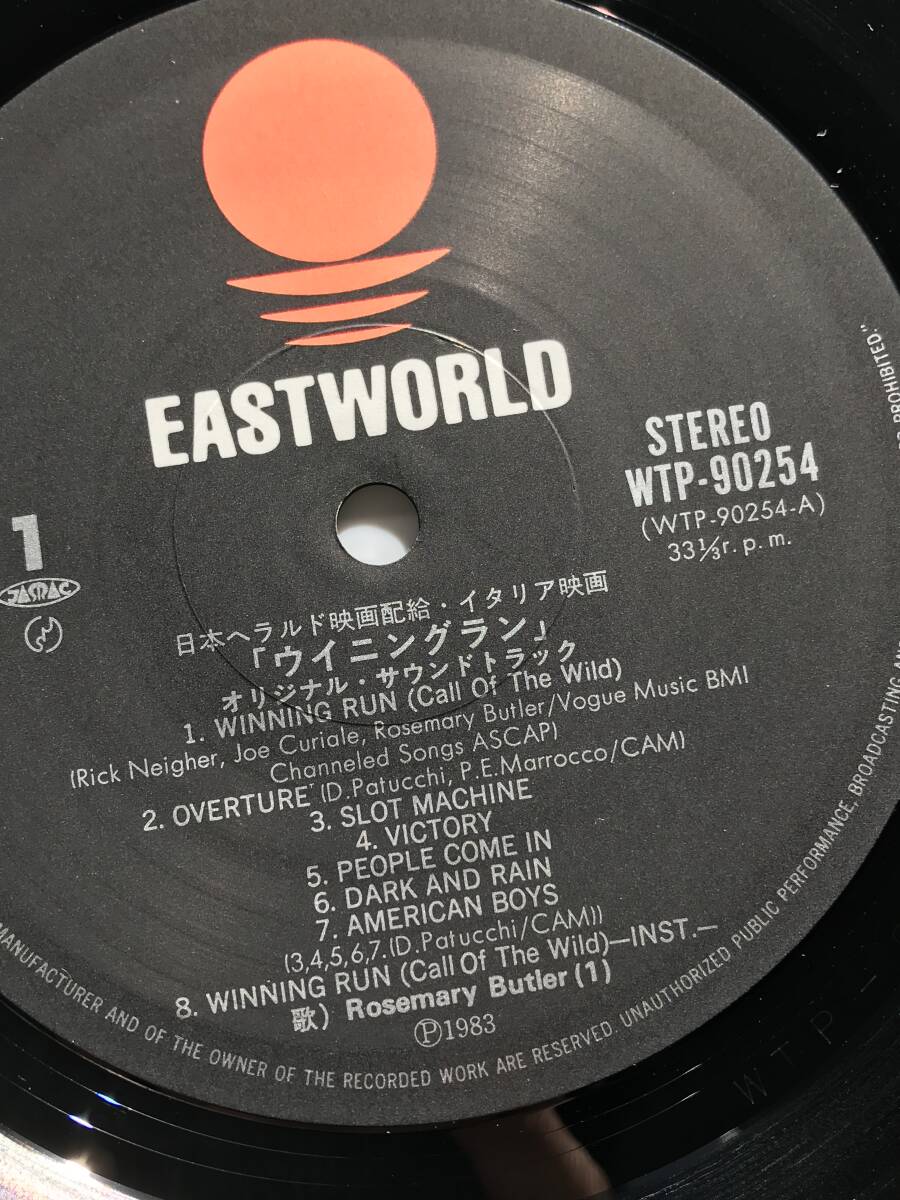 EASTWORLD
STEREO
WTP-90254
(WTP-90254-A)
33⅓r.p.m.
1
JASRAC
日本ヘラルド映画配給・イタリア映画
「ウイニングラン」
オリジナル・サウンドトラック
1. WINNING RUN (Call Of The Wild)
(Rick Neigher, Joe Curiale, Rosemary Butler/Vogue Music BMI
Channeled Songs ASCAP)
2. OVERTURE (D.Patucchi, P.E.Marrocco/CAM)
3. SLOT MACHINE
4. VICTORY
5. PEOPLE COME IN
6. DARK AND RAIN
7. AMERICAN BOYS
(3,4,5,6,7.(D.Patucchi/CAM))
8. WINNING RUN (Call Of The Wild)—INST.—
歌) Rosemary Butler (1)
Ⓟ1983
MANUFACTURER AND OF THE OWNER OF THE RECORDED WORK ARE RESERVED. UNAUTHORIZED PUBLIC PERFORMANCE, BROADCASTING AND PROHIBITED."
WTP-